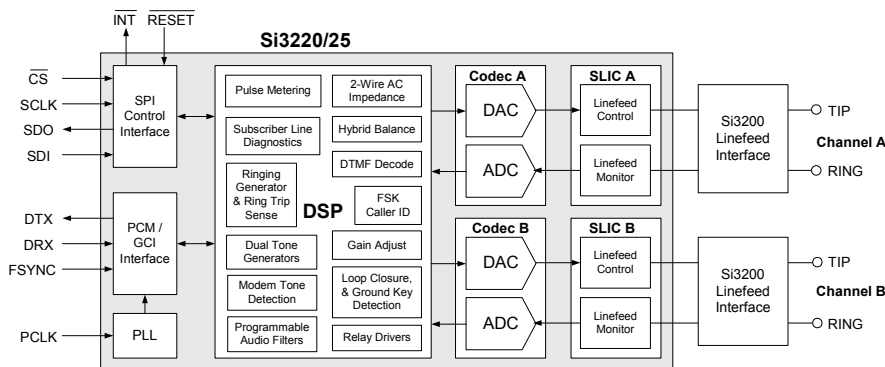 INT
RESET
Si3220/25
CS
SCLK
SDO
SDI
SPI
Control
Interface
DTX
DRX
FSYNC
PCM /
GCI
Interface
PCLK
PLL
Pulse Metering
Subscriber Line
Diagnostics
Ringing
Generator
& Ring Trip
Sense
Dual Tone
Generators
Modem Tone
Detection
Programmable
Audio Filters
DSP
2-Wire AC
Impedance
Hybrid Balance
DTMF Decode
FSK
Caller ID
Gain Adjust
Loop Closure,
& Ground Key
Detection
Relay Drivers
Codec A
DAC
ADC
SLIC A
Linefeed
Control
Linefeed
Monitor
Si3200
Linefeed
Interface
TIP
Channel A
RING
Codec B
DAC
ADC
SLIC B
Linefeed
Control
Linefeed
Monitor
Si3200
Linefeed
Interface
TIP
Channel B
RING